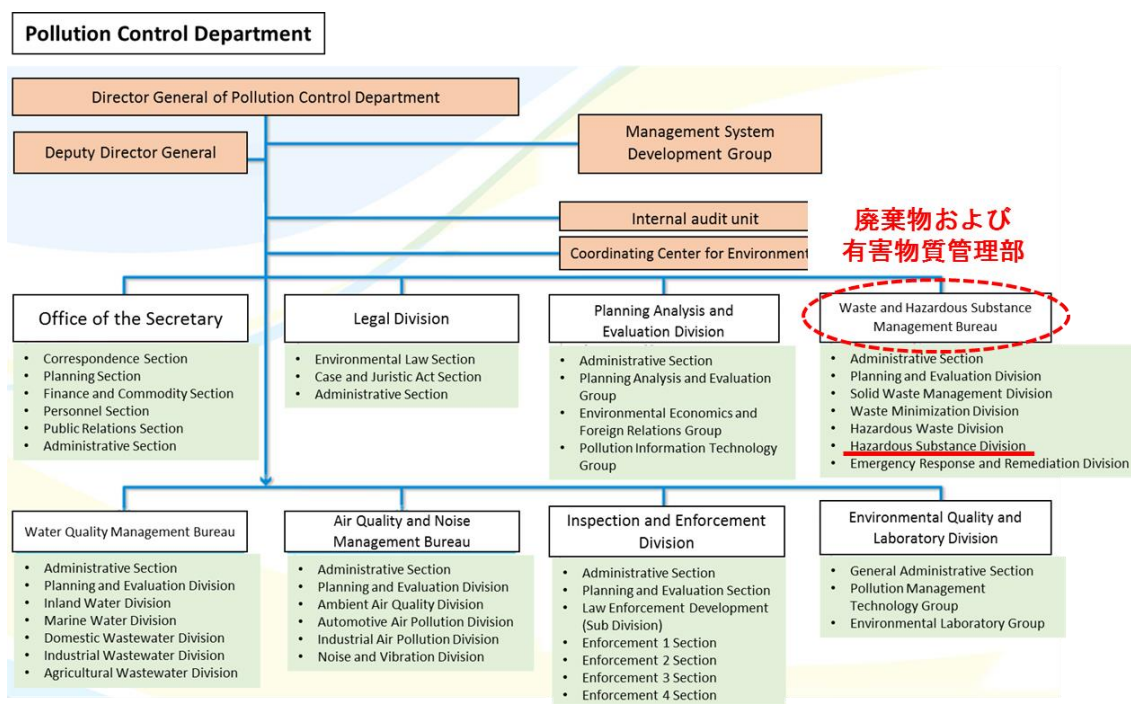 Pollution Control Department
Director General of Pollution Control Department
Deputy Director General
Management System
Development Group
Internal audit unit
Coordinating Center for Environment
廃棄物および
有害物質管理部
Office of the Secretary
• Correspondence Section
• Planning Section
• Finance and Commodity Section
• Personnel Section
• Public Relations Section
• Administrative Section
Legal Division
• Environmental Law Section
• Case and Juristic Act Section
• Administrative Section
Planning Analysis and
Evaluation Division
• Administrative Section
• Planning Analysis and Evaluation
Group
• Environmental Economics and
Foreign Relations Group
• Pollution Information Technology
Group
Waste and Hazardous Substance
Management Bureau
• Administrative Section
• Planning and Evaluation Division
• Solid Waste Management Division
• Waste Minimization Division
• Hazardous Waste Division
• Hazardous Substance Division
• Emergency Response and Remediation Division
Water Quality Management Bureau
• Administrative Section
• Planning and Evaluation Division
• Inland Water Division
• Marine Water Division
• Domestic Wastewater Division
• Industrial Wastewater Division
• Agricultural Wastewater Division
Air Quality and Noise
Management Bureau
• Administrative Section
• Planning and Evaluation Division
• Ambient Air Quality Division
• Automotive Air Pollution Division
• Industrial Air Pollution Division
• Noise and Vibration Division
Inspection and Enforcement
Division
• Administrative Section
• Planning and Evaluation Section
• Law Enforcement Development
(Sub Division)
• Enforcement 1 Section
• Enforcement 2 Section
• Enforcement 3 Section
• Enforcement 4 Section
Environmental Quality and
Laboratory Division
• General Administrative Section
• Pollution Management
Technology Group
• Environmental Laboratory Group